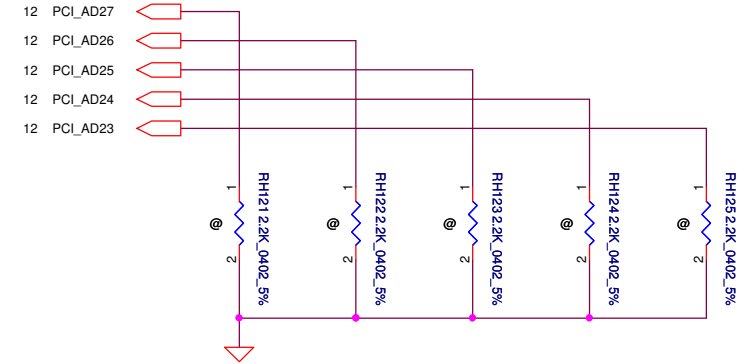 12 PCI_AD27
12 PCI_AD26
12 PCI_AD25
12 PCI_AD24
12 PCI_AD23
1
RH121 2.2K_0402_5%
@
2
1
RH122 2.2K_0402_5%
@
2
1
RH123 2.2K_0402_5%
@
2
1
RH124 2.2K_0402_5%
@
2
1
RH125 2.2K_0402_5%
@
2